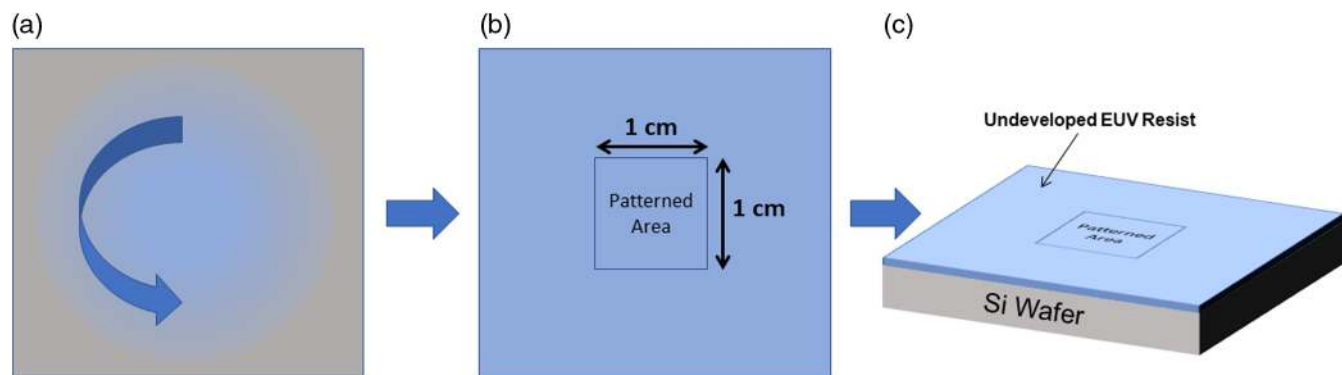 (a)
(b)
(c)
1 cm
Patterned
Area
1 cm
Undeveloped EUV Resist
Patterned
Area
Si Wafer